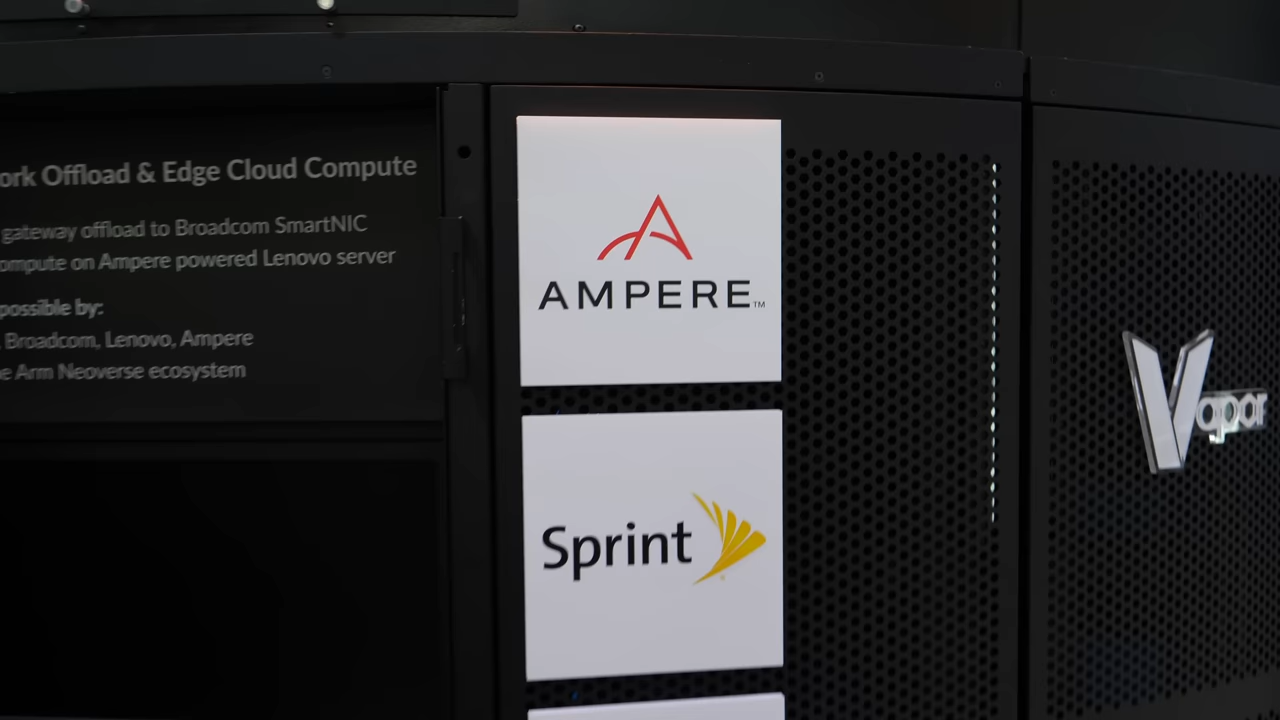 ork Offload & Edge Cloud Compute
gateway offload to Broadcom SmartNIC
ompute on Ampere powered Lenovo server
possible by:
Broadcom, Lenovo, Ampere
e Arm Neoverse ecosystem
AMPERE™
Sprint
Vapor